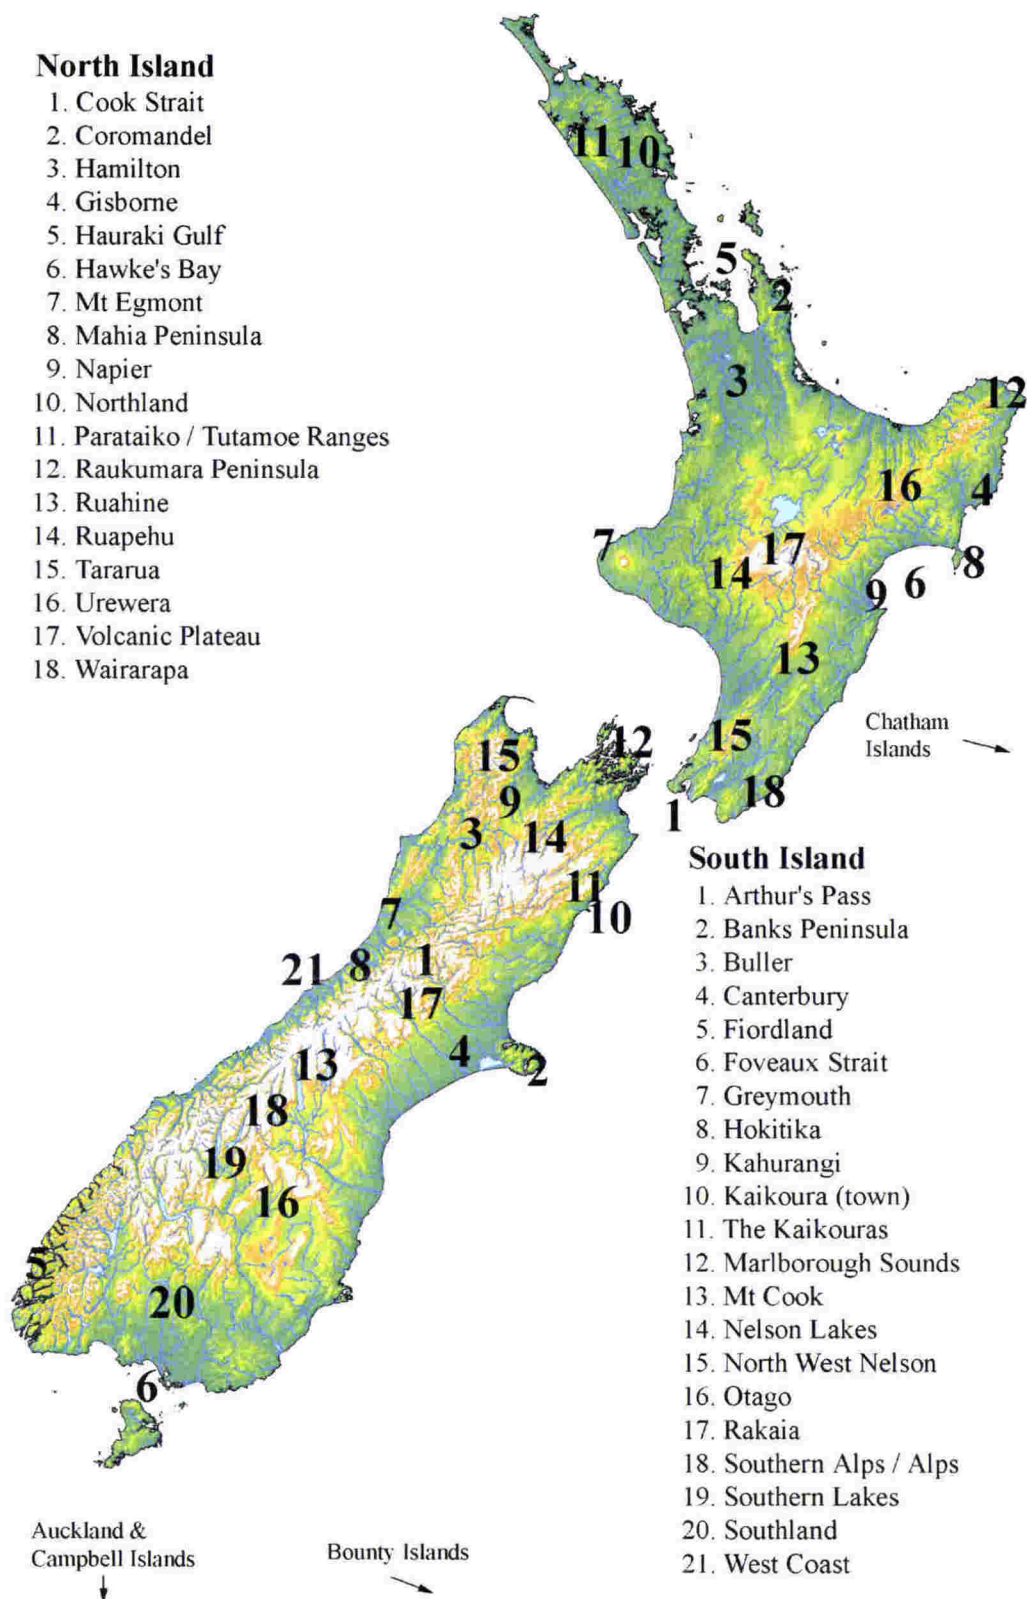 North Island
1. Cook Strait
2. Coromandel
3. Hamilton
4. Gisborne
5. Hauraki Gulf
6. Hawke's Bay
7. Mt Egmont
8. Mahia Peninsula
9. Napier
10. Northland
11. Parataiko / Tutamoe Ranges
12. Raukumara Peninsula
13. Ruahine
14. Ruapehu
15. Tararua
16. Urewera
17. Volcanic Plateau
18. Wairarapa
11
10
5
2
3
12
16
4
7
17
14
8
6
9
13
15
18
1
Chatham
Islands
12
15
9
3
14
11
10
7
8
1
21
17
4
2
13
18
19
16
5
20
6
South Island
1. Arthur's Pass
2. Banks Peninsula
3. Buller
4. Canterbury
5. Fiordland
6. Foveaux Strait
7. Greymouth
8. Hokitika
9. Kahurangi
10. Kaikoura (town)
11. The Kaikouras
12. Marlborough Sounds
13. Mt Cook
14. Nelson Lakes
15. North West Nelson
16. Otago
17. Rakaia
18. Southern Alps / Alps
19. Southern Lakes
20. Southland
21. West Coast
Auckland &
Campbell Islands
Bounty Islands